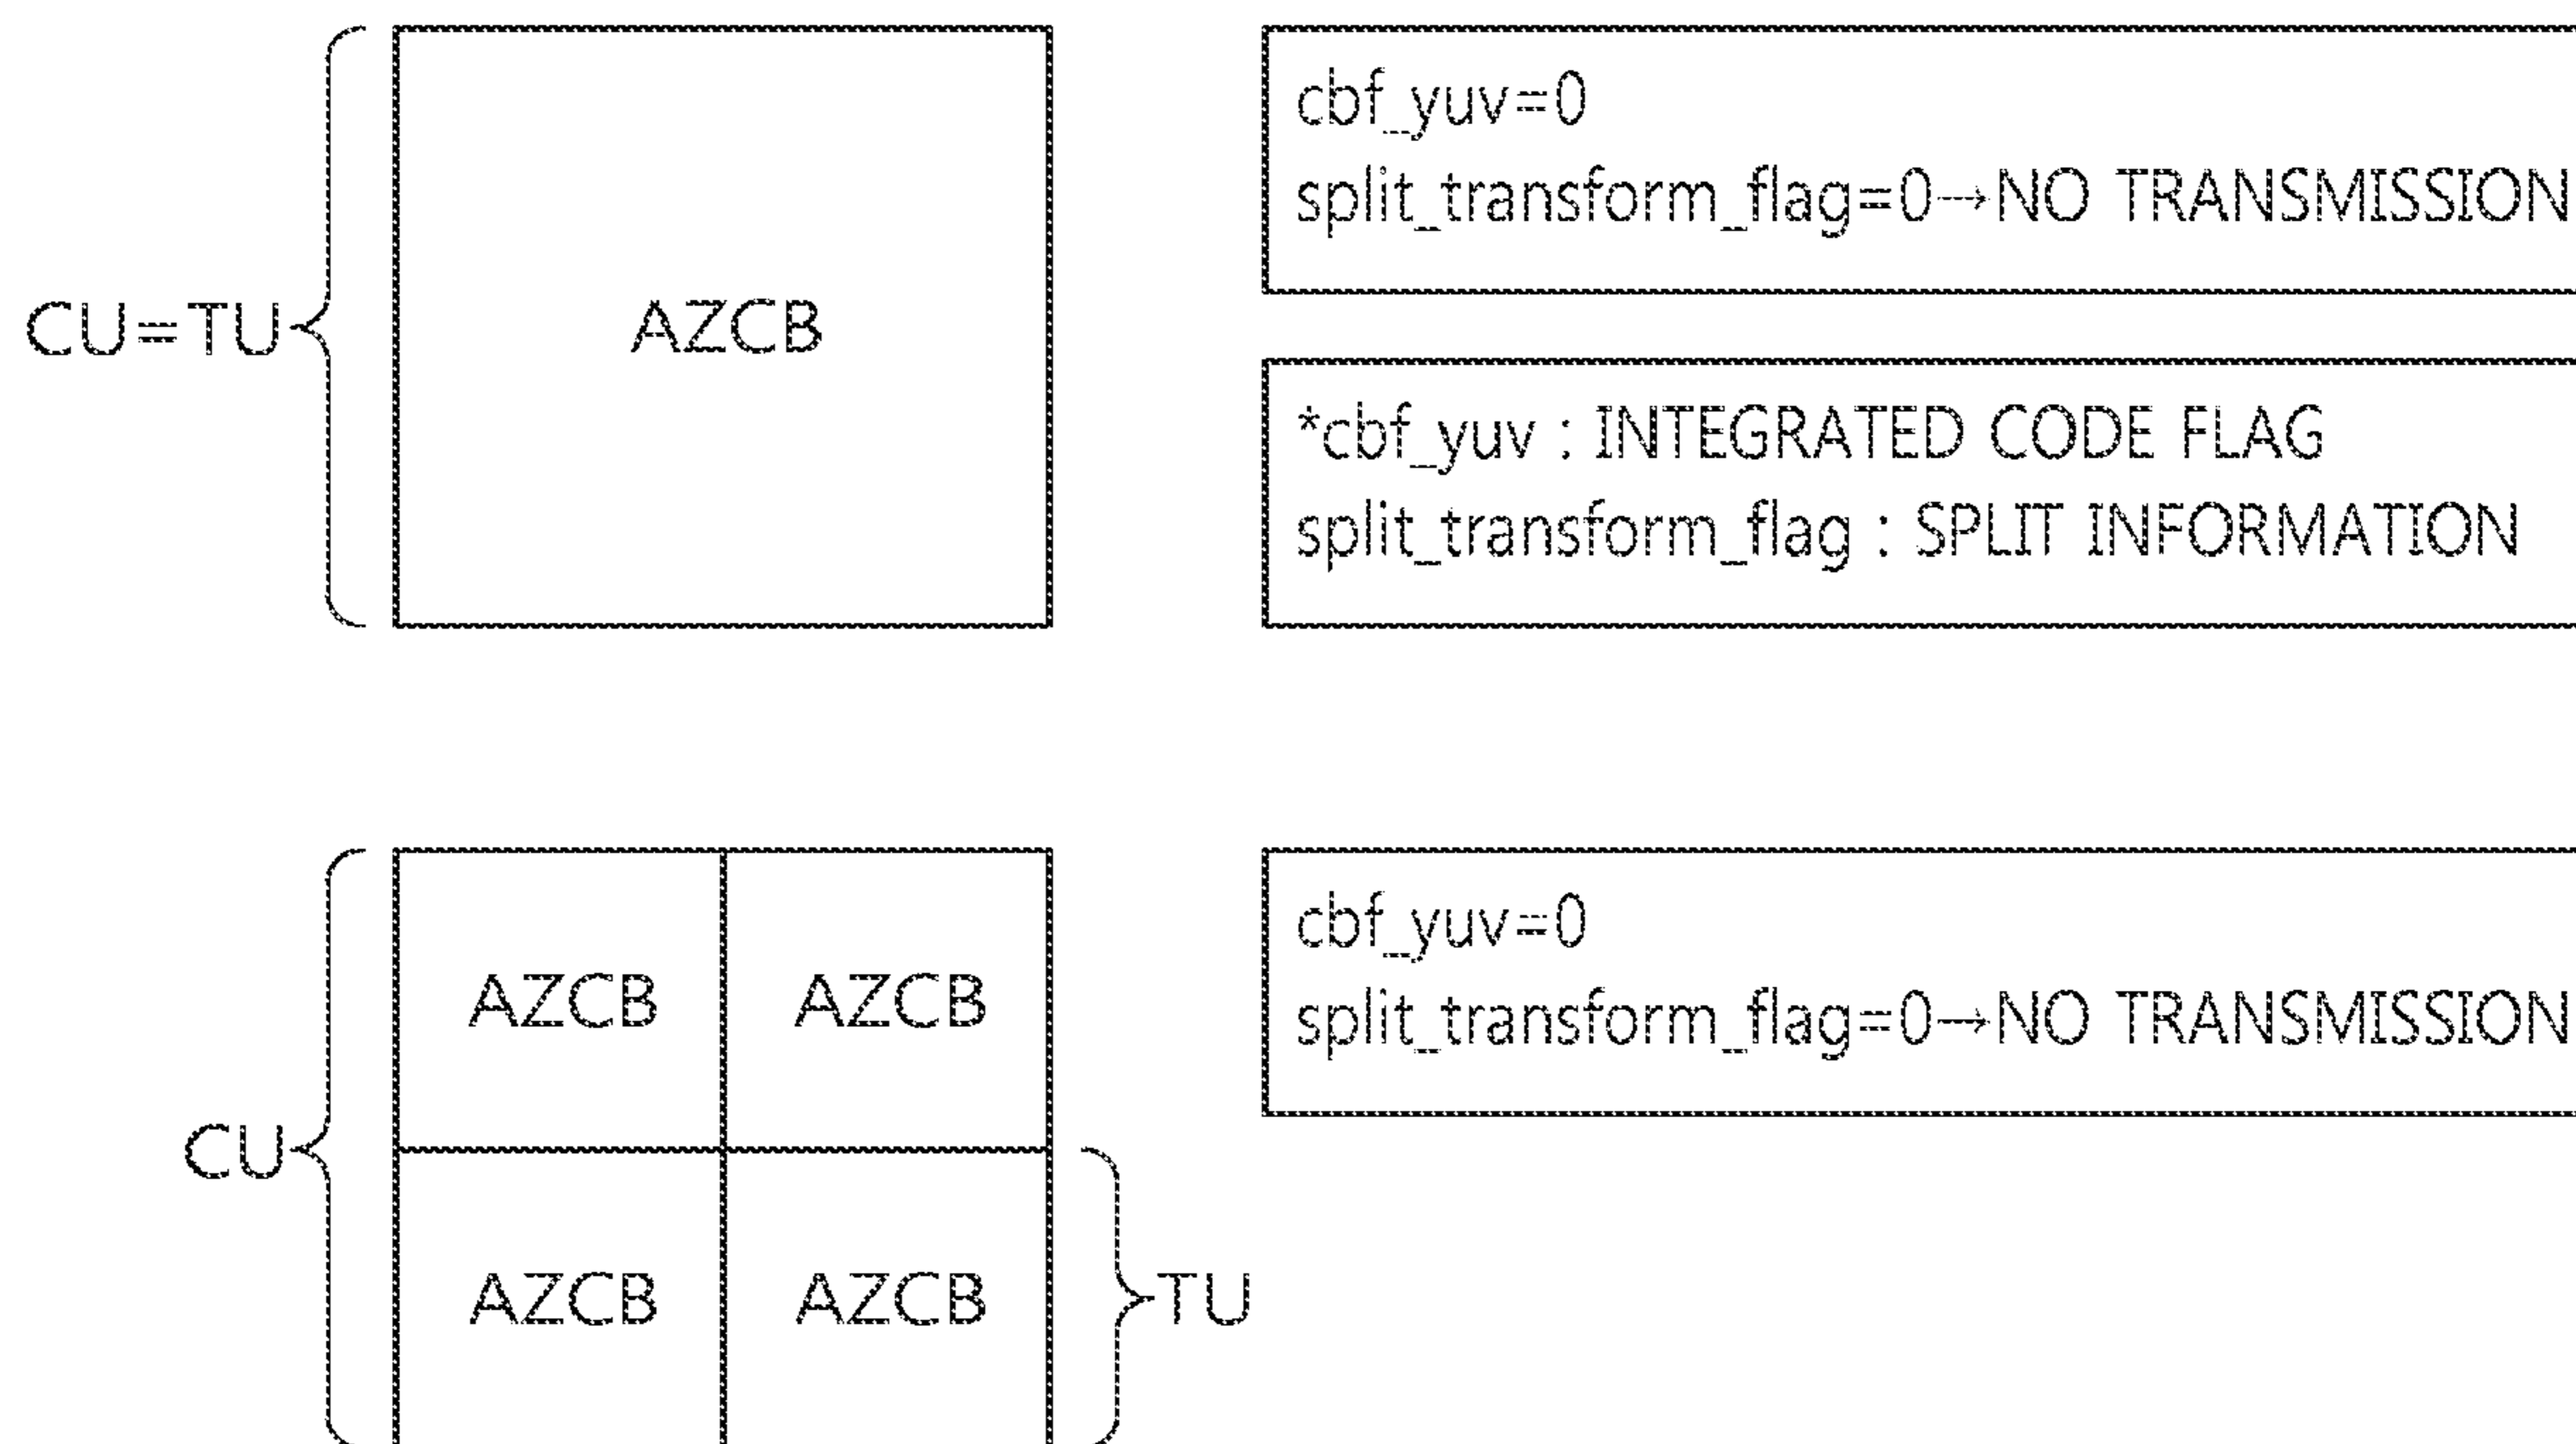 CU=TU
AZCB
cbf_yuv=0
split_transform_flag=0→NO TRANSMISSION
*cbf_yuv : INTEGRATED CODE FLAG
split_transform_flag : SPLIT INFORMATION
CU
AZCB AZCB
AZCB AZCB
TU
cbf_yuv=0
split_transform_flag=0→NO TRANSMISSION